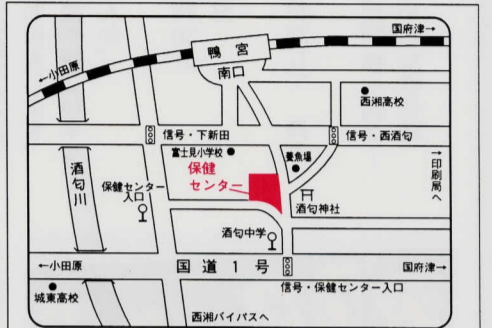 国府津→
鴨宮
南口
←小田原
西湘高校
信号・下新田
信号・西酒匂
富士見小学校
養魚場
→印刷局へ
保健
センター
酒匂川
保健センター
入口
酒匂神社
酒匂中学
←小田原
国道1号
国府津→
信号・保健センター入口
城東高校
西湘バイパスへ